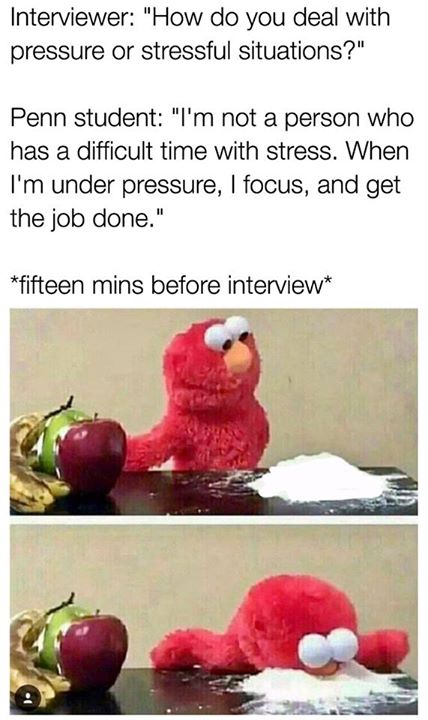 Interviewer: "How do you deal with
pressure or stressful situations?"
Penn student: "I'm not a person who
has a difficult time with stress. When
I'm under pressure, I focus, and get
the job done."
*fifteen mins before interview*